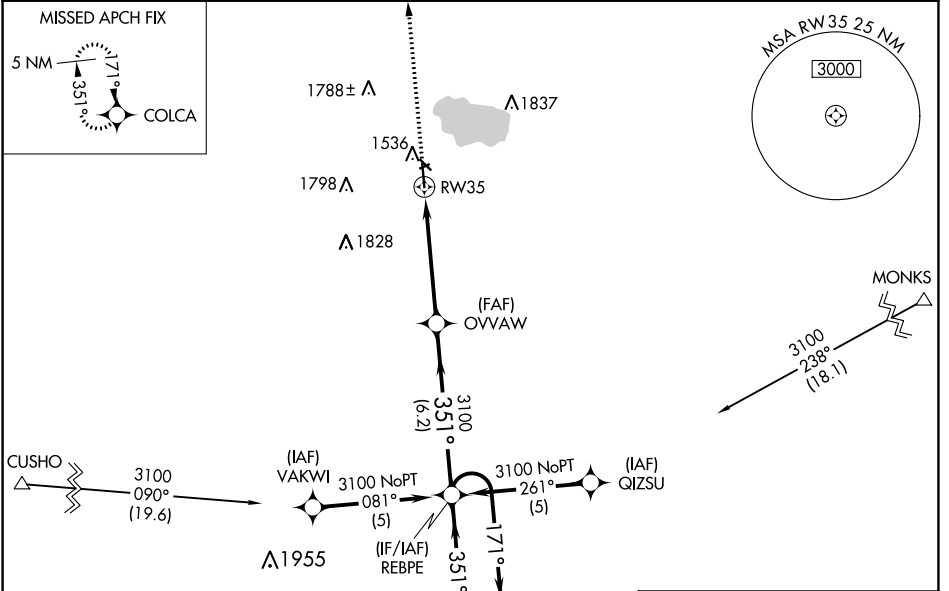 MISSED APCH FIX
5 NM
171°
351°
COLCA
1788±
1837
1536
1798
RW35
1828
MSA RW35 25 NM
3000
MONKS
3100
238°
(18.1)
(FAF)
OVVAW
3100
351°
(6.2)
CUSHO
3100
090°
(19.6)
(IAF)
VAKWI
3100 NoPT
081°
(5)
3100 NoPT
261°
(5)
(IAF)
QIZSU
(IF/IAF)
REBPE
351°
171°
1955